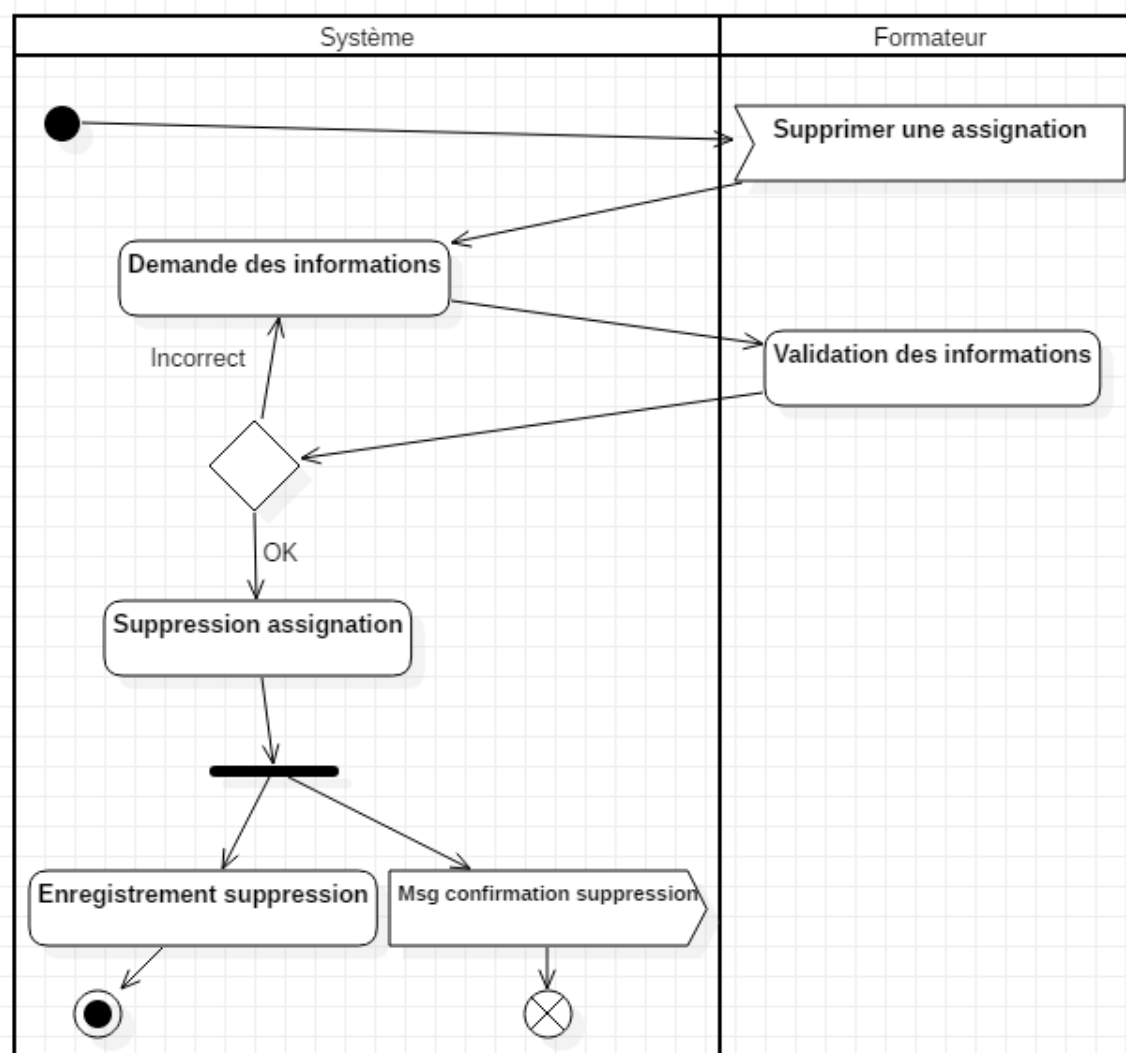 Système
Formateur
Supprimer une assignation
Demande des informations
Validation des informations
Incorrect
OK
Suppression assignation
Enregistrement suppression
Msg confirmation suppression